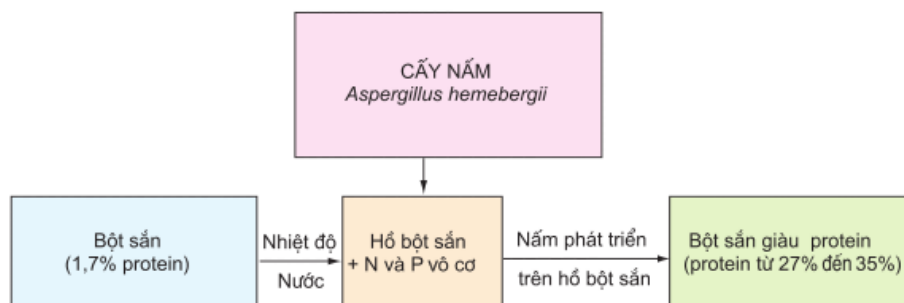 CẤY NẤM
Aspergillus hemebergii
Bột sắn
(1,7% protein)
Nhiệt độ
Nước
Hồ bột sắn
+ N và P vô cơ
Nấm phát triển
trên hồ bột sắn
Bột sắn giàu protein
(protein từ 27% đến 35%)